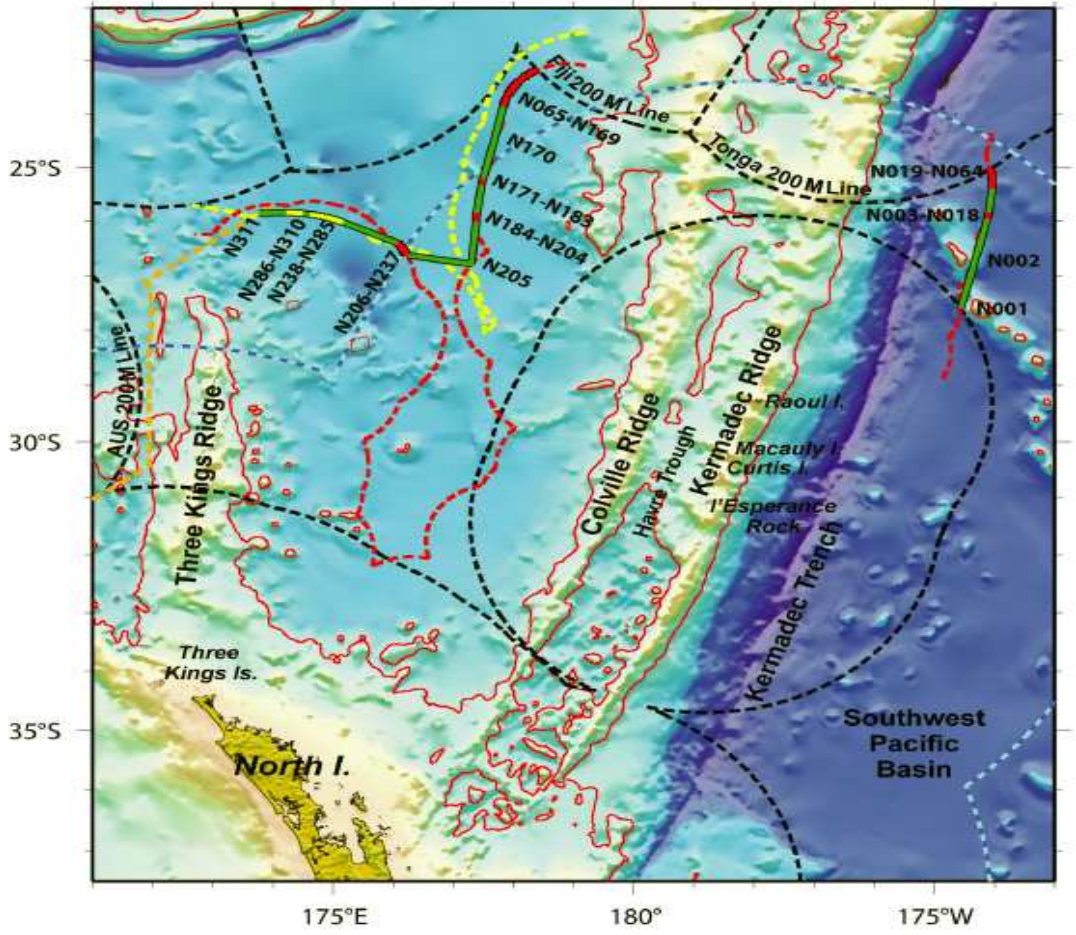 Fiji 200 M Line
N065-N169
N170
Tonga 200 M Line
25°S
N019-N064
N171-N183
N003-N018
N184-N204
N311
N286-N310
N238-N285
N205
N002
N206-N237
N001
AUS 200 M Line
Raoul I.
30°S
Three Kings Ridge
Colville Ridge
Havre Trough
Kermadec Ridge
Macauly I.
Curtis I.
l'Esperance
Rock
Kermadec Trench
Three
Kings Is.
35°S
North I.
Southwest
Pacific
Basin
175°E
180°
175°W